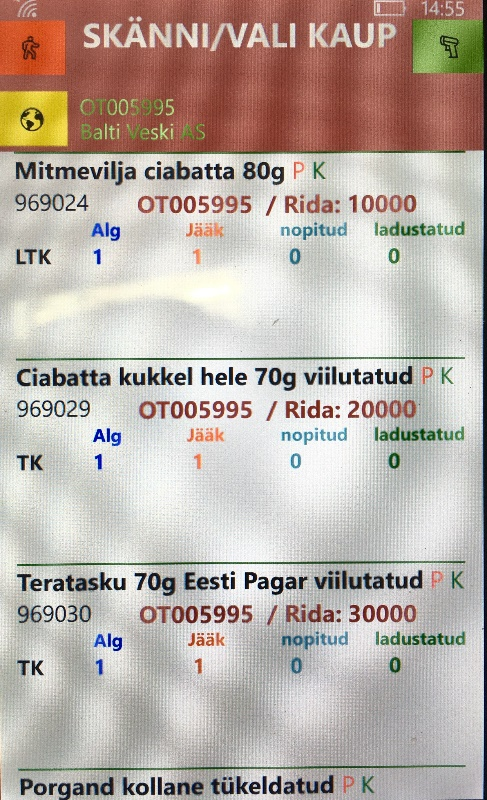 14:55
SKÄNNI/VALI KAUP
OT005995
Balti Veski AS
Mitmevilja ciabatta 80g P K
969024 OT005995 / Rida: 10000
Alg Jääk nopitud ladustatud
LTK 1 1 0 0
Ciabatta kukkel hele 70g viilutatud P K
969029 OT005995 / Rida: 20000
Alg Jääk nopitud ladustatud
TK 1 1 0 0
Teratasku 70g Eesti Pagar viilutatud P K
969030 OT005995 / Rida: 30000
Alg Jääk nopitud ladustatud
TK 1 1 0 0
Porgand kollane tükeldatud P K